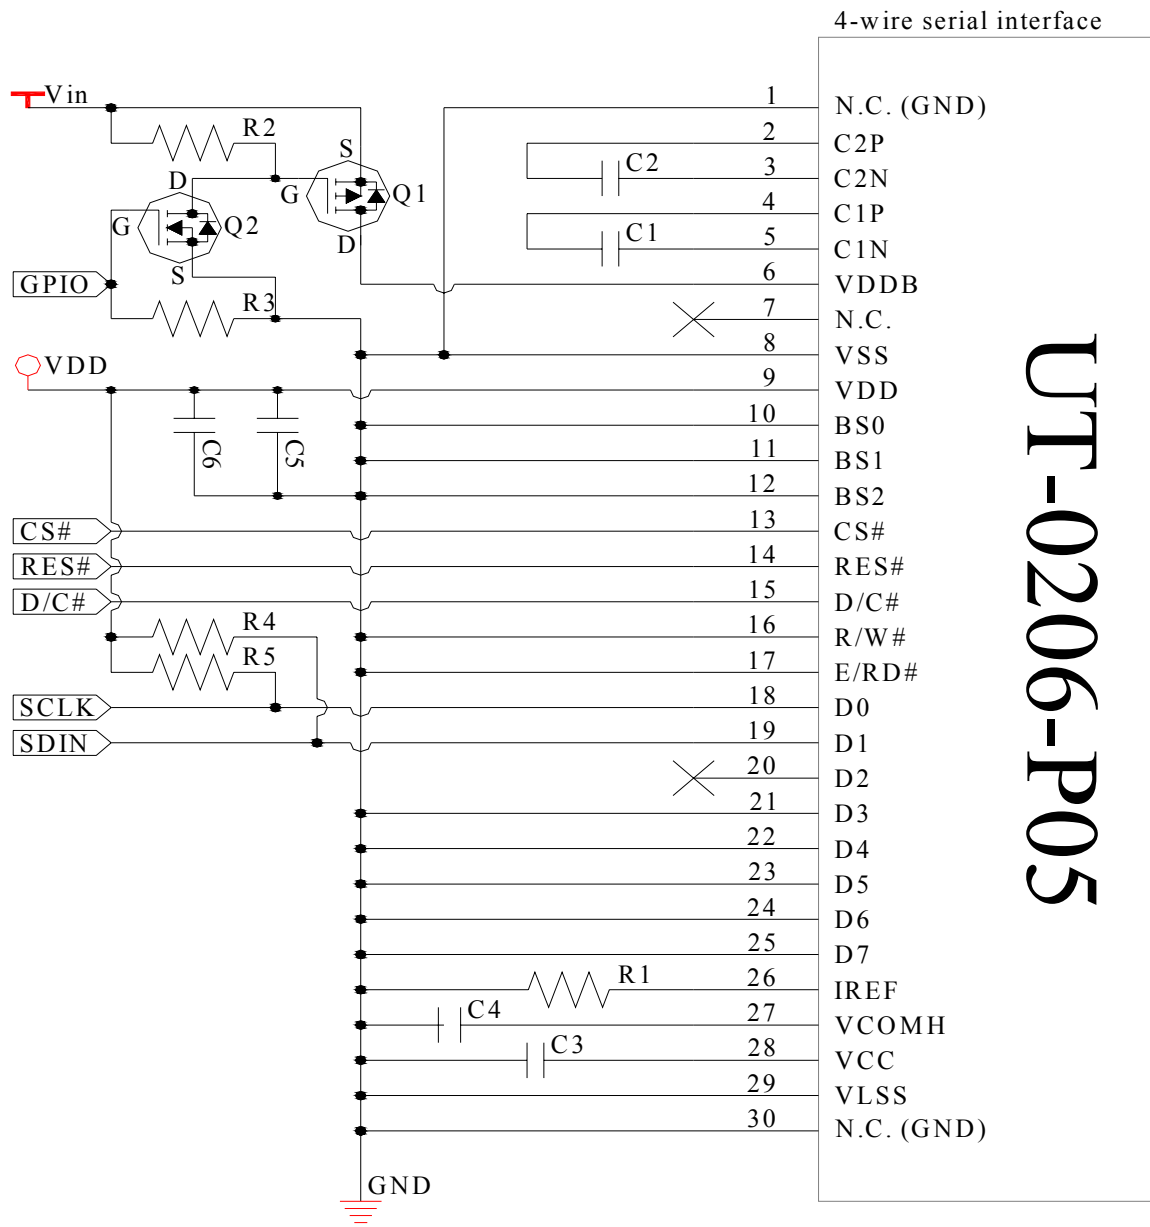 4-wire serial interface
Vin
R2
S
D
G
Q1
G
Q2
D
S
GPIO
R3
VDD
C6
C5
CS#
RES#
D/C#
R4
R5
SCLK
SDIN
C2
C1
R1
C4
C3
GND
1 N.C. (GND)
2 C2P
3 C2N
4 C1P
5 C1N
6 VDDB
7 N.C.
8 VSS
9 VDD
10 BS0
11 BS1
12 BS2
13 CS#
14 RES#
15 D/C#
16 R/W#
17 E/RD#
18 D0
19 D1
20 D2
21 D3
22 D4
23 D5
24 D6
25 D7
26 IREF
27 VCOMH
28 VCC
29 VLSS
30 N.C. (GND)
UT-0206-P05